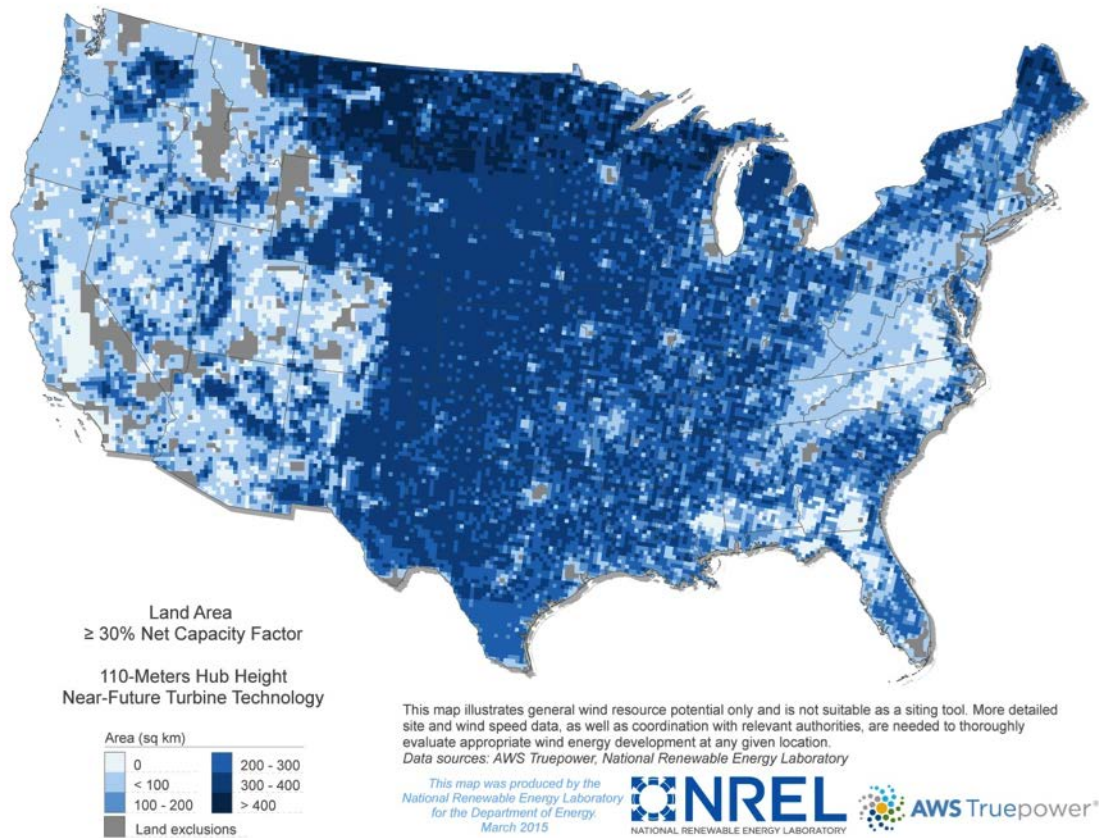 Land Area
≥ 30% Net Capacity Factor
110-Meters Hub Height
Near-Future Turbine Technology
Area (sq km)
0
< 100
100 - 200
200 - 300
300 - 400
> 400
Land exclusions
This map illustrates general wind resource potential only and is not suitable as a siting tool. More detailed
site and wind speed data, as well as coordination with relevant authorities, are needed to thoroughly
evaluate appropriate wind energy development at any given location.
Data sources: AWS Truepower, National Renewable Energy Laboratory
This map was produced by the
National Renewable Energy Laboratory
for the Department of Energy.
March 2015
NREL
NATIONAL RENEWABLE ENERGY LABORATORY
AWS Truepower®